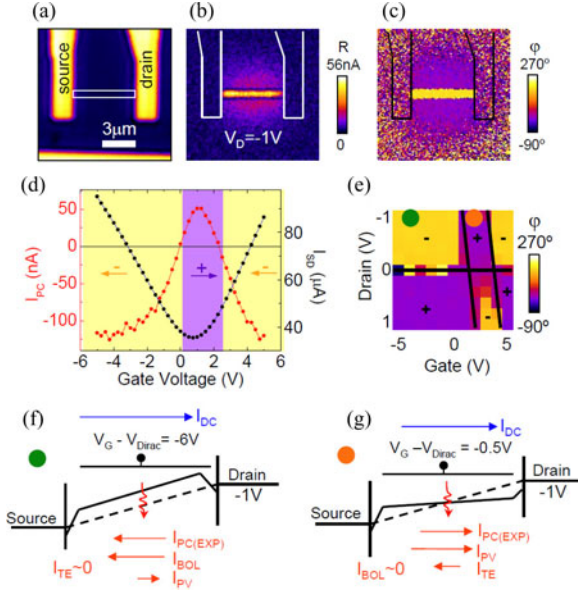 (a)
source
drain
3μm
(b)
V_D=-1V
R
56nA
0
(c)
φ
270°
-90°
(d)
I_PC (nA)
50
0
-50
-100
I_SD (μA)
80
60
40
-6 -4 -2 0 2 4 6
Gate Voltage (V)
- + -
(e)
Drain (V)
-1
0
1
- + -
+ - +
-5 0 5
Gate (V)
φ
270°
-90°
(f)
I_DC
V_G - V_Dirac = -6V
Drain
-1V
Source
I_PC(EXP)
I_BOL
I_TE~0
I_PV
(g)
I_DC
V_G –V_Dirac = -0.5V
Drain
-1V
Source
I_PC(EXP)
I_PV
I_BOL~0
I_TE